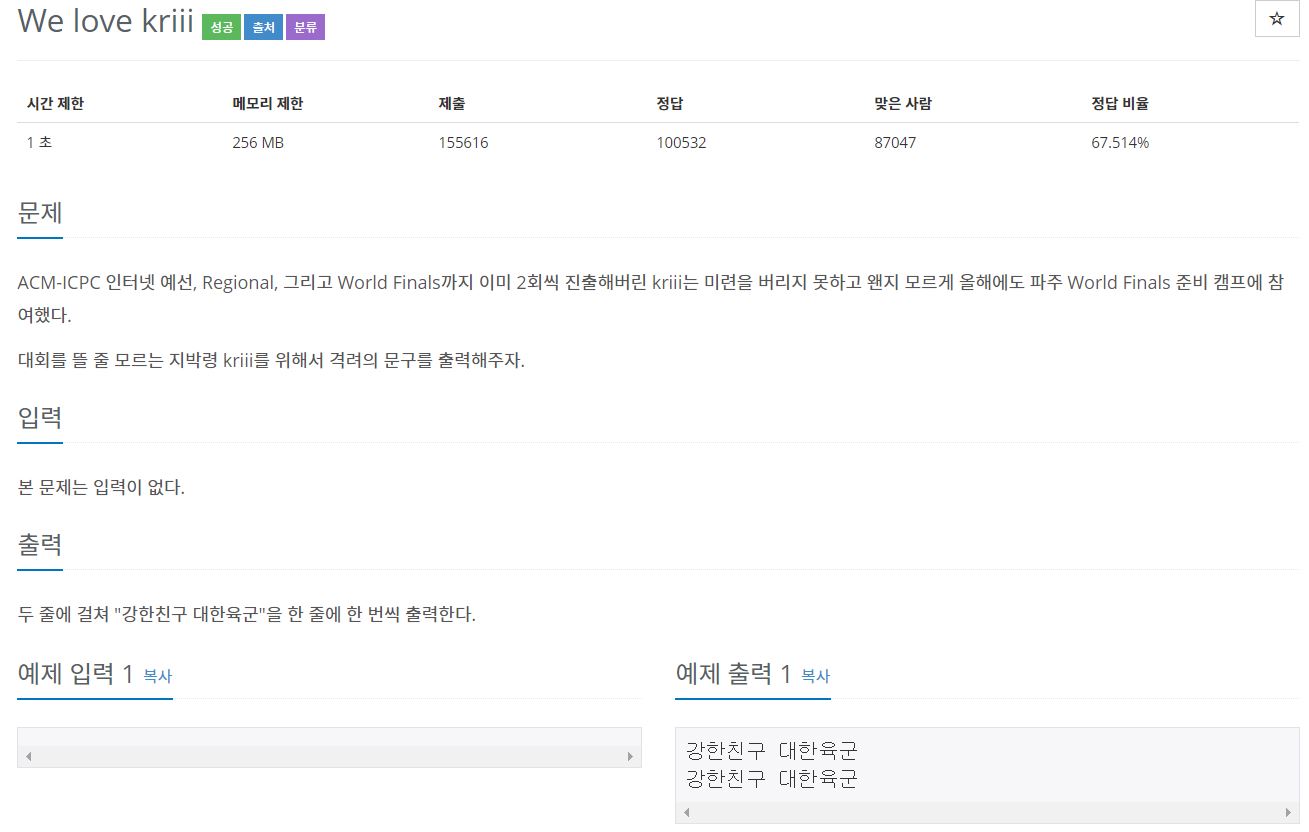 We love kriii 성공 출처 분류
☆
시간 제한 메모리 제한 제출 정답 맞은 사람 정답 비율
1 초 256 MB 155616 100532 87047 67.514%
문제
ACM-ICPC 인터넷 예선, Regional, 그리고 World Finals까지 이미 2회씩 진출해버린 kriii는 미련을 버리지 못하고 왠지 모르게 올해에도 파주 World Finals 준비 캠프에 참
여했다.
대회를 뜰 줄 모르는 지박령 kriii를 위해서 격려의 문구를 출력해주자.
입력
본 문제는 입력이 없다.
출력
두 줄에 걸쳐 "강한친구 대한육군"을 한 줄에 한 번씩 출력한다.
예제 입력 1 복사
예제 출력 1 복사
강한친구 대한육군
강한친구 대한육군